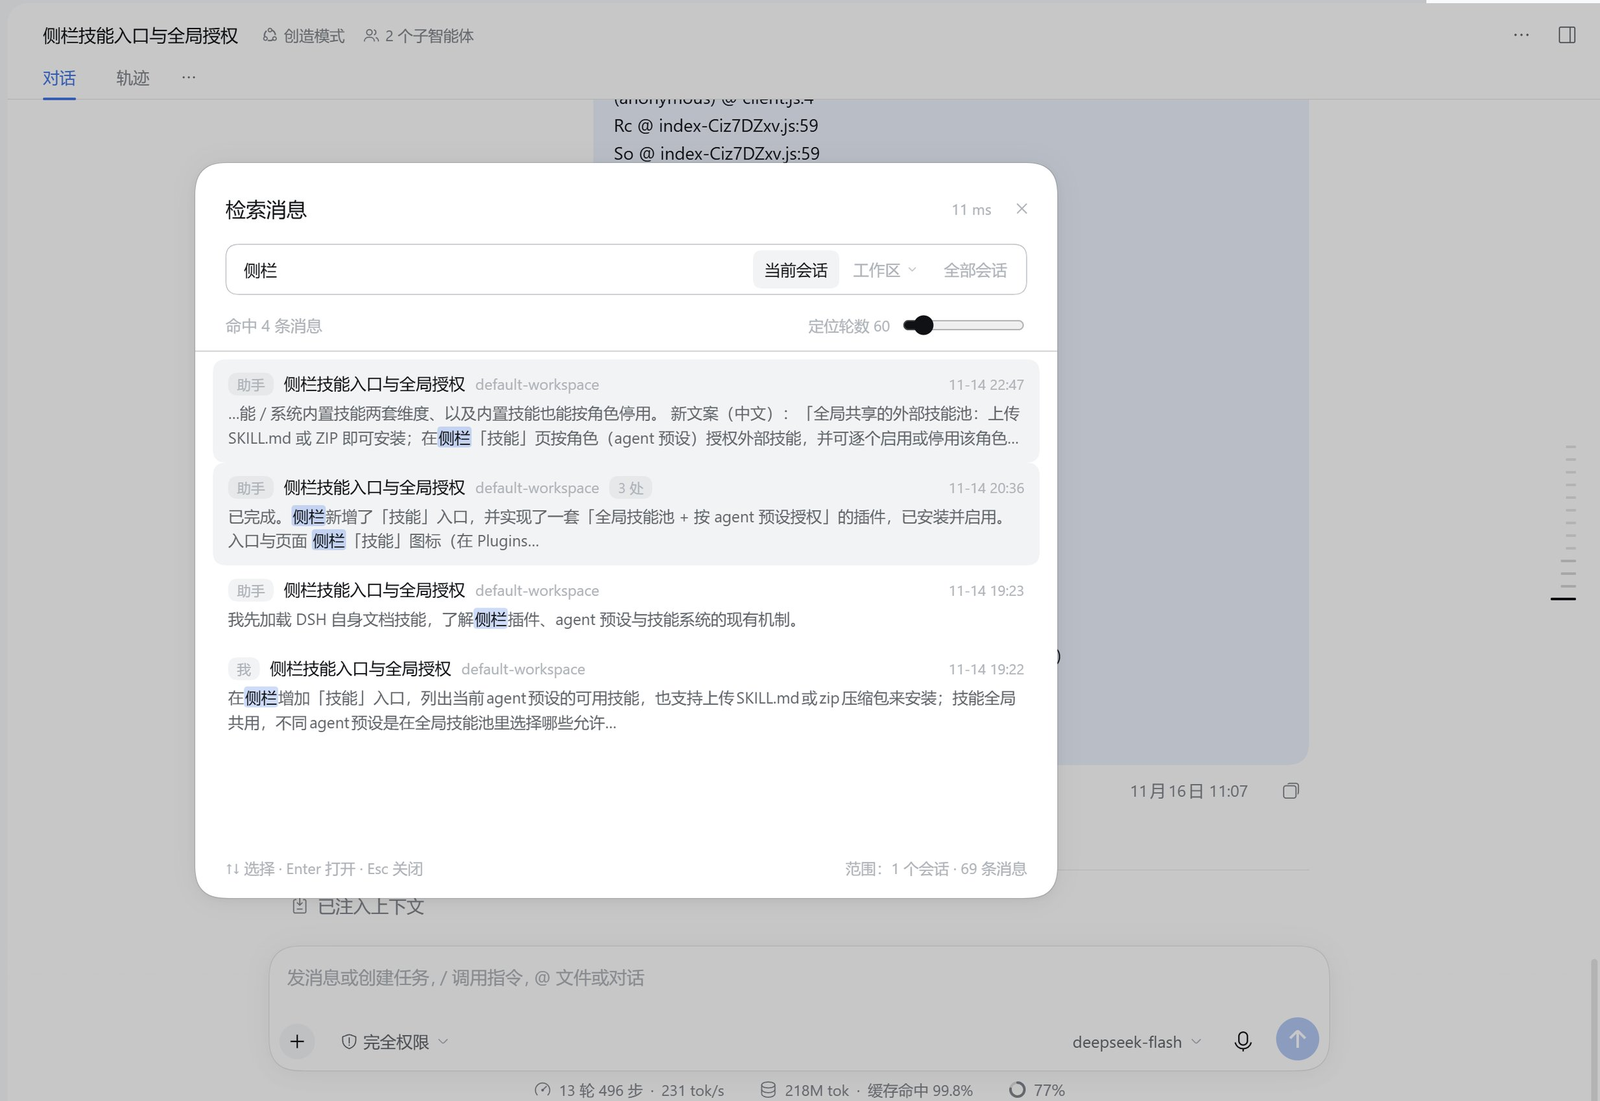 侧栏技能入口与全局授权 创造模式 2 个子智能体 ···
对话 轨迹 ···
(anonymous) @ client.js:4
Rc @ index-Ciz7DZxv.js:59
So @ index-Ciz7DZxv.js:59
检索消息 11 ms
侧栏 当前会话 工作区 全部会话
命中 4 条消息 定位轮数 60
助手 侧栏技能入口与全局授权 default-workspace 11-14 22:47
...能 / 系统内置技能两套维度、以及内置技能也能按角色停用。 新文案（中文）：「全局共享的外部技能池：上传
SKILL.md 或 ZIP 即可安装；在侧栏「技能」页按角色（agent 预设）授权外部技能，并可逐个启用或停用该角色...
助手 侧栏技能入口与全局授权 default-workspace 3 处 11-14 20:36
已完成。侧栏新增了「技能」入口，并实现了一套「全局技能池 + 按 agent 预设授权」的插件，已安装并启用。
入口与页面 侧栏「技能」图标（在 Plugins...
助手 侧栏技能入口与全局授权 default-workspace 11-14 19:23
我先加载 DSH 自身文档技能，了解侧栏插件、agent 预设与技能系统的现有机制。
我 侧栏技能入口与全局授权 default-workspace 11-14 19:22
在侧栏增加「技能」入口，列出当前agent预设的可用技能，也支持上传SKILL.md或zip压缩包来安装；技能全局
共用，不同agent预设是在全局技能池里选择哪些允许...
)
11月16日 11:07
↑↓ 选择 · Enter 打开 · Esc 关闭 范围：1 个会话 · 69 条消息
已注入上下文
发消息或创建任务, / 调用指令, @ 文件或对话
+ 完全权限 deepseek-flash
13 轮 496 步 · 231 tok/s 218M tok · 缓存命中 99.8% 77%